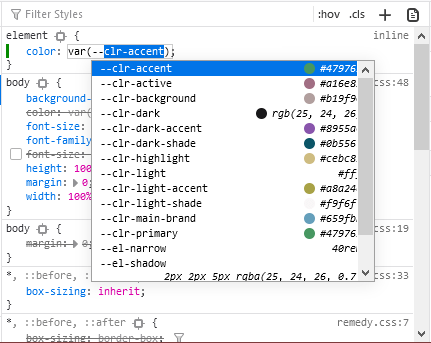 Filter Styles :hov .cls
element { inline
color: var(--clr-accent);
}
--clr-accent #47976
--clr-active #a16e8
--clr-background #b19f9
--clr-dark rgb(25, 24, 26
--clr-dark-accent #8955a
--clr-dark-shade #0b556
--clr-highlight #cebc8
--clr-light #ff
--clr-light-accent #a8a24
--clr-light-shade #f9f6f
--clr-main-brand #659fb
--clr-primary #47976
--el-narrow 40re
--el-shadow
2px 2px 5px rgba(25, 24, 26, 0.7
body { css:48
background-
color: var(
font-size:
font-family
font-size:
height: 100
margin: 0;
width: 100%
}
body { css:19
margin: 0;
}
*, ::before, css:33
box-sizing: inherit;
}
*, ::before, ::after { remedy.css:7
box-sizing: border-box;